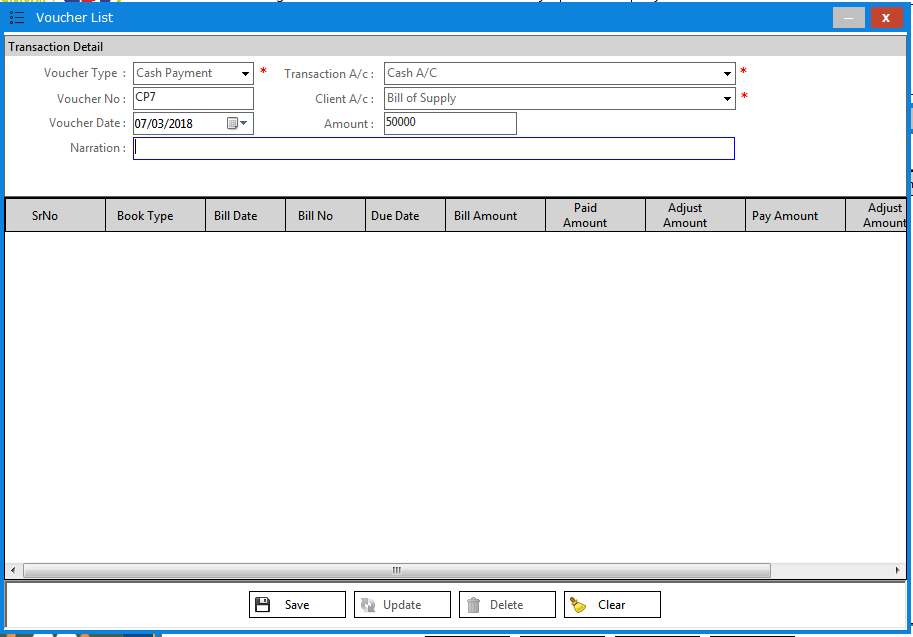 Voucher List
x
Transaction Detail
Voucher Type : Cash Payment * Transaction A/c : Cash A/C *
Voucher No : CP7 Client A/c : Bill of Supply *
Voucher Date : 07/03/2018 Amount : 50000
Narration :
SrNo Book Type Bill Date Bill No Due Date Bill Amount Paid Amount Adjust Amount Pay Amount Adjust Amount
Save Update Delete Clear